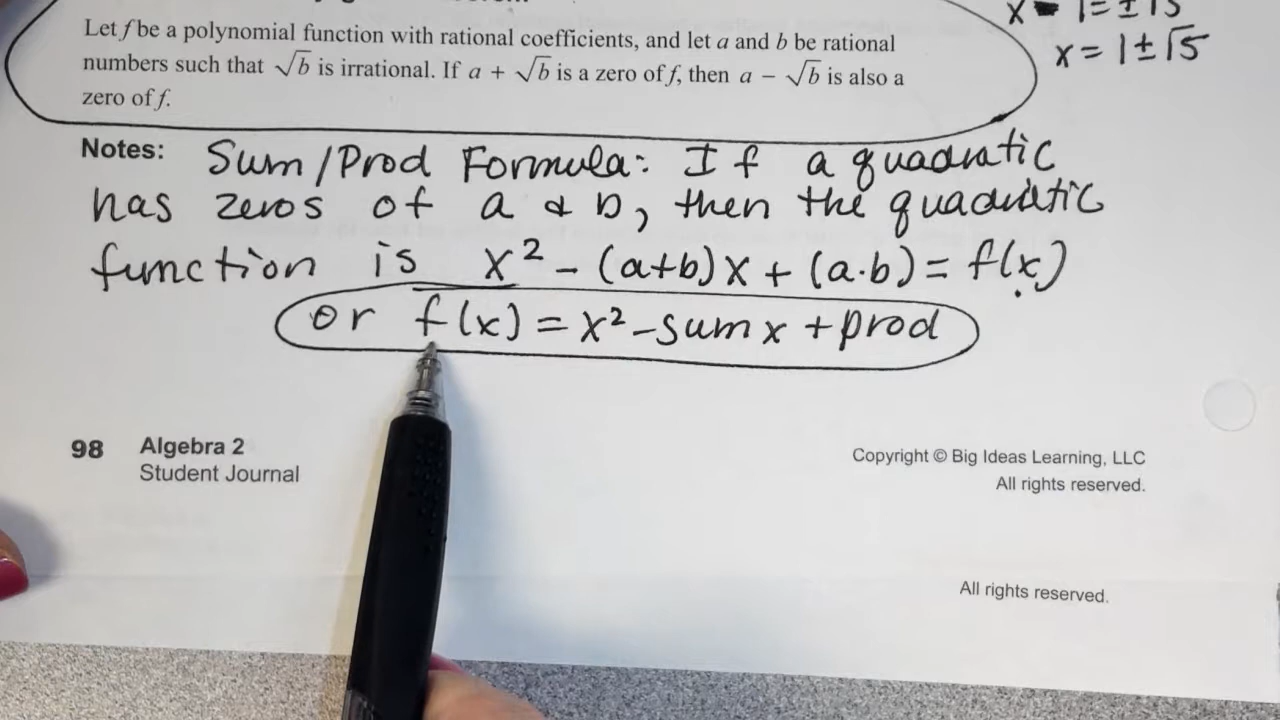 x - 1 = ±√5
x = 1 ± √5
Let f be a polynomial function with rational coefficients, and let a and b be rational
numbers such that √b is irrational. If a + √b is a zero of f, then a − √b is also a
zero of f.
Notes: Sum/Prod Formula: If a quadratic
has zeros of a & b, then the quadratic
function is x² - (a+b)x + (a·b) = f(x)
or f(x) = x² - sum x + prod
98 Algebra 2
Student Journal
Copyright © Big Ideas Learning, LLC
All rights reserved.
All rights reserved.